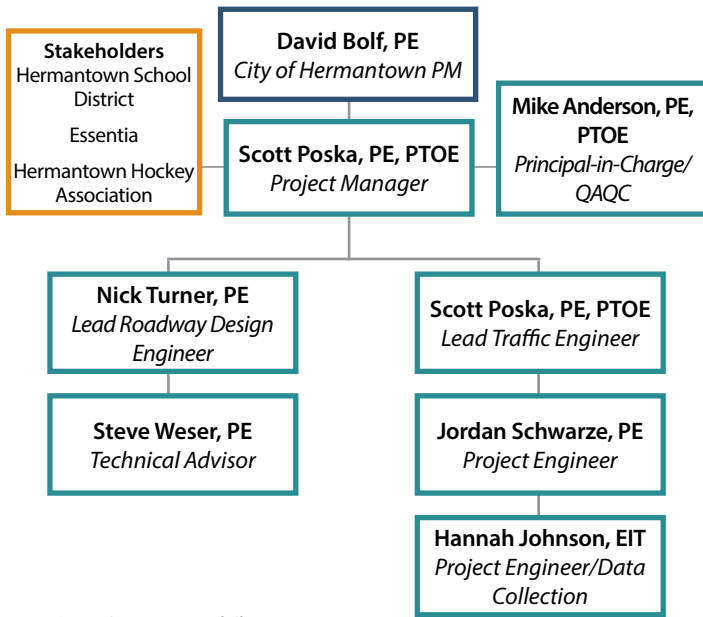 Stakeholders
Hermantown School
District
Essentia
Hermantown Hockey
Association
David Bolf, PE
City of Hermantown PM
Scott Poska, PE, PTOE
Project Manager
Mike Anderson, PE,
PTOE
Principal-in-Charge/
QAQC
Nick Turner, PE
Lead Roadway Design
Engineer
Steve Weser, PE
Technical Advisor
Scott Poska, PE, PTOE
Lead Traffic Engineer
Jordan Schwarze, PE
Project Engineer
Hannah Johnson, EIT
Project Engineer/Data
Collection